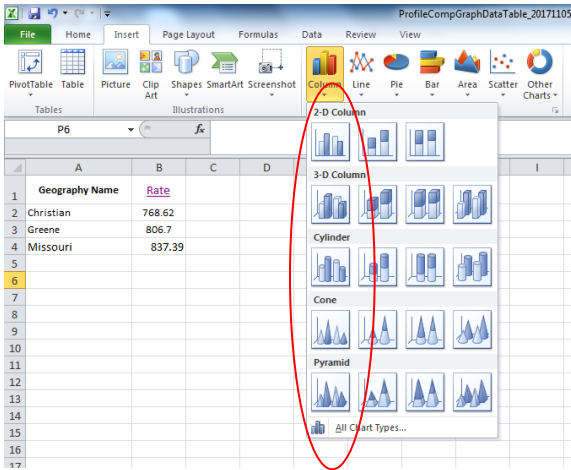 ProfileCompGraphDataTable_20171105
File Home Insert Page Layout Formulas Data Review View
PivotTable Table Picture Clip Art Shapes SmartArt Screenshot Column Line Pie Bar Area Scatter Other Charts
Tables Illustrations
P6 fx
2-D Column
3-D Column
Cylinder
Cone
Pyramid
All Chart Types...
A B C D I
1 Geography Name Rate
2 Christian 768.62
3 Greene 806.7
4 Missouri 837.39
5
6
7
8
9
10
11
12
13
14
15
16
17